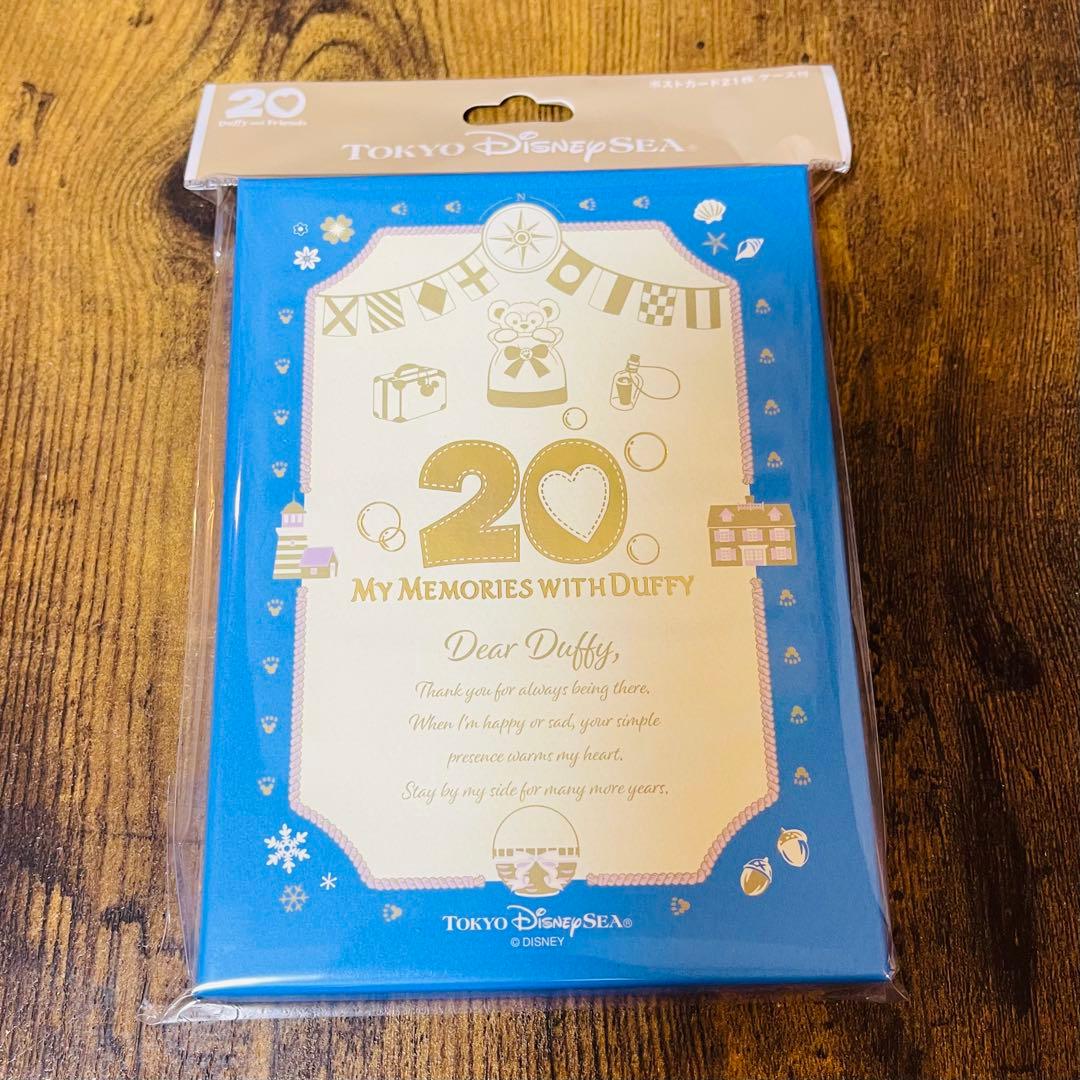 20
Duffy and Friends
ポストカード21枚 ケース付
TOKYO DISNEYSEA®
N
20
MY MEMORIES WITH DUFFY
Dear Duffy,
Thank you for always being there.
When I'm happy or sad, your simple
presence warms my heart.
Stay by my side for many more years.
TOKYO DISNEYSEA®
© DISNEY